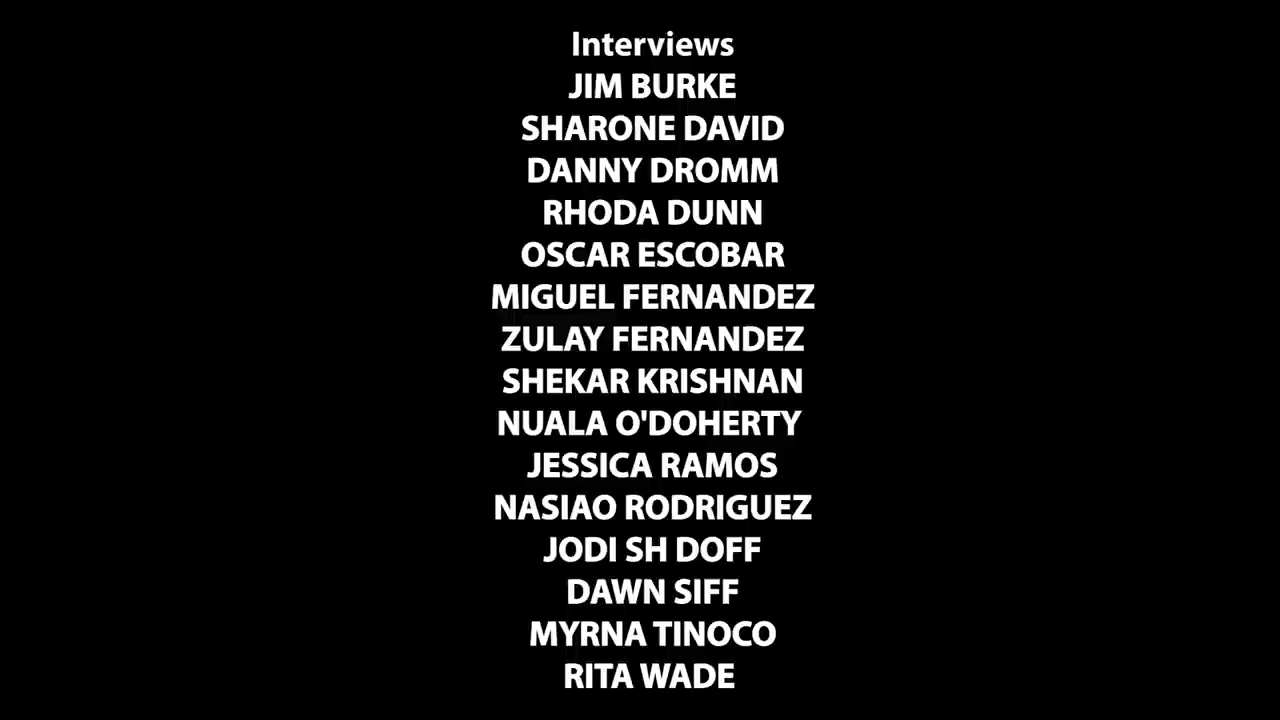 Interviews
JIM BURKE
SHARONE DAVID
DANNY DROMM
RHODA DUNN
OSCAR ESCOBAR
MIGUEL FERNANDEZ
ZULAY FERNANDEZ
SHEKAR KRISHNAN
NUALA O'DOHERTY
JESSICA RAMOS
NASIAO RODRIGUEZ
JODI SH DOFF
DAWN SIFF
MYRNA TINOCO
RITA WADE